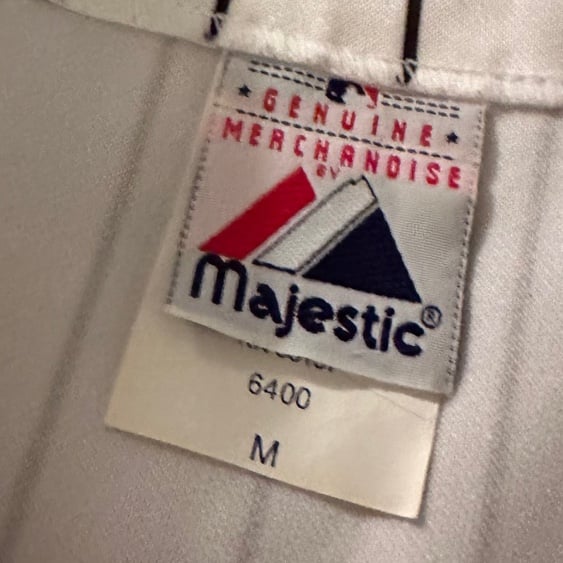 ★ GENUINE ★
MERCHANDISE
BY
Majestic®
6400
M